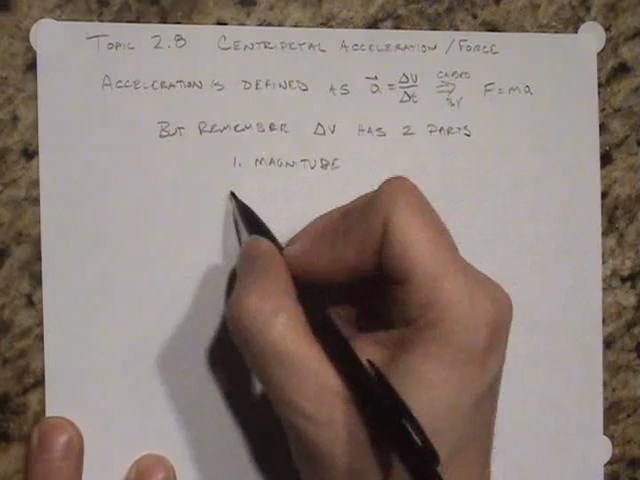 TOPIC 2.8 CENTRIPETAL ACCELERATION / FORCE
ACCELERATION IS DEFINED AS a⃗ = ΔV/Δt CAUSED ⇒ BY F=ma
BUT REMEMBER ΔV HAS 2 PARTS
1. MAGNITUDE